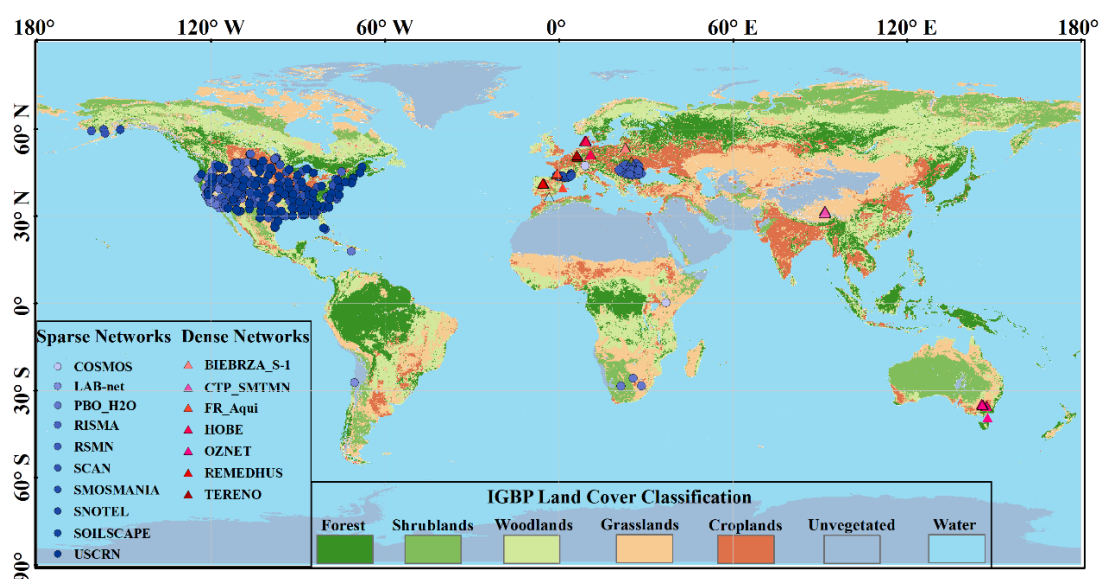 180° 120° W 60° W 0° 60° E 120° E 180°
60° N
30° N
0°
30° S
60° S
90°
Sparse Networks
COSMOS
LAB-net
PBO_H2O
RISMA
RSMN
SCAN
SMOSMANIA
SNOTEL
SOILSCAPE
USCRN
Dense Networks
BIEBRZA_S-1
CTP_SMTMN
FR_Aqui
HOBE
OZNET
REMEDHUS
TERENO
IGBP Land Cover Classification
Forest Shrublands Woodlands Grasslands Croplands Unvegetated Water